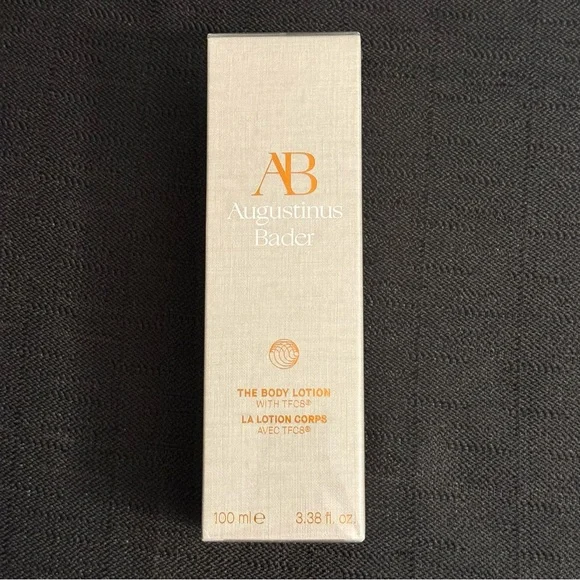 AB
Augustinus
Bader
THE BODY LOTION
WITH TFC8®
LA LOTION CORPS
AVEC TFC8®
100 ml ℮ 3.38 fl. oz.